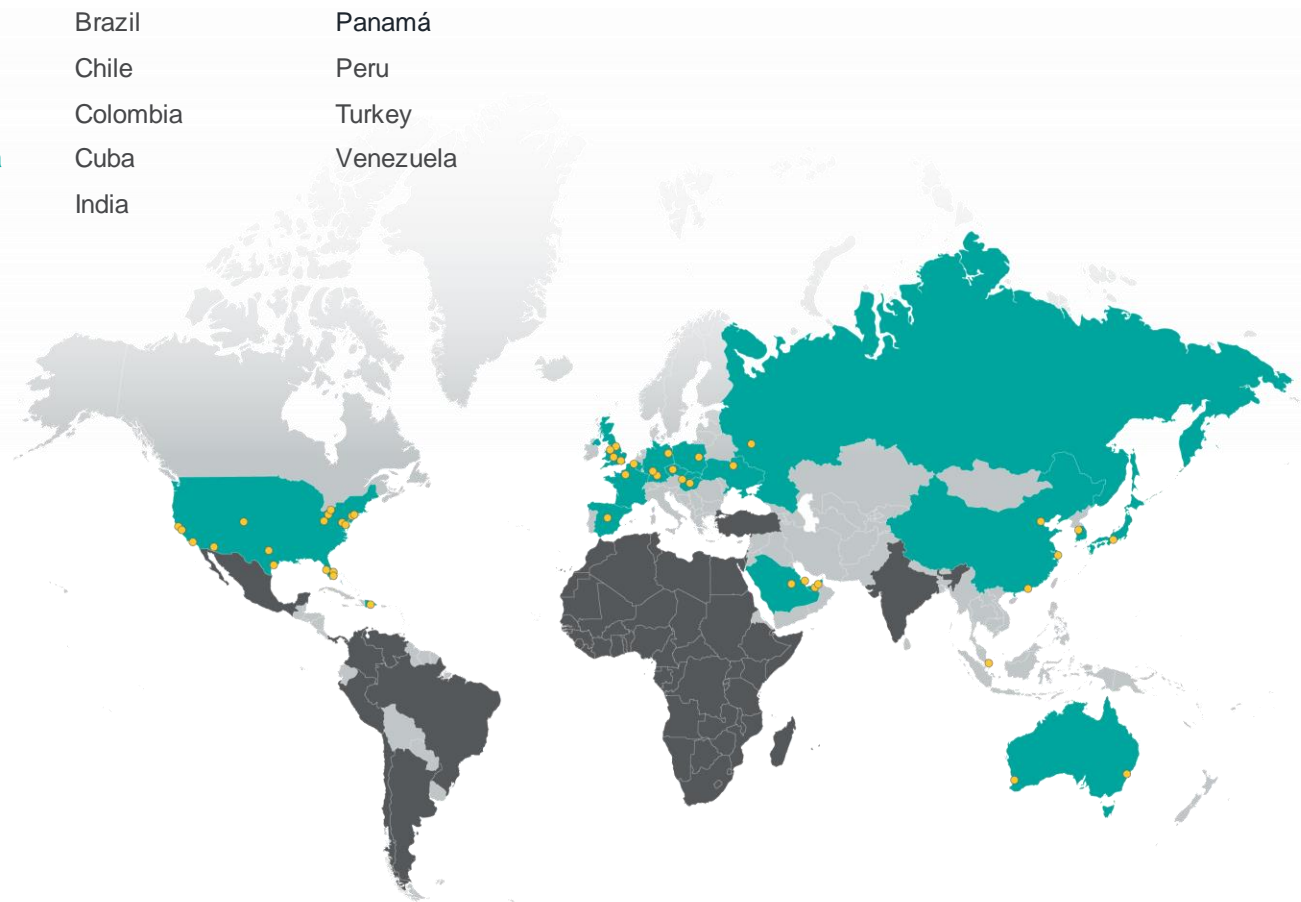 Brazil Panamá
Chile Peru
Colombia Turkey
Cuba Venezuela
India